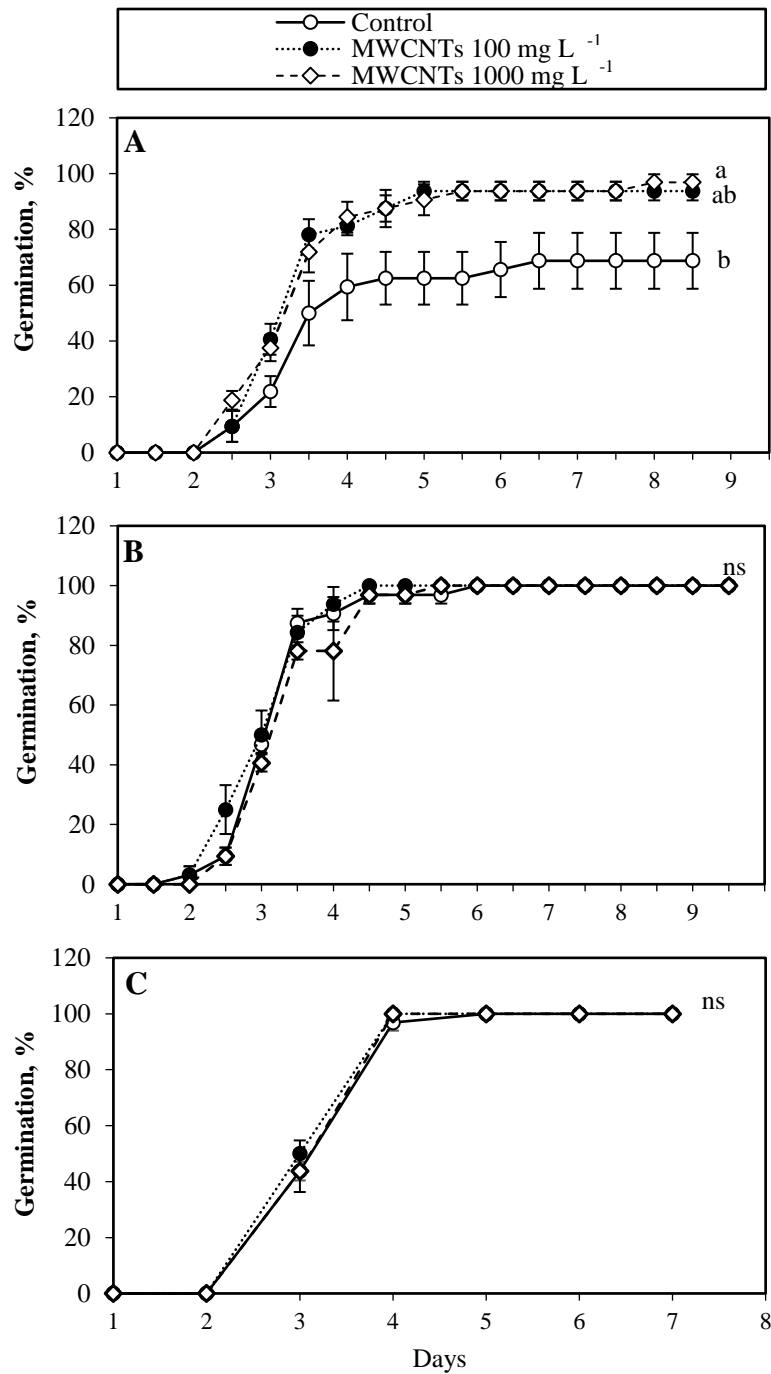 Control
MWCNTs 100 mg L -1
MWCNTs 1000 mg L -1
A
120
100
80
60
40
20
0
Germination, %
a
ab
b
1 2 3 4 5 6 7 8 9
B
120
100
80
60
40
20
0
Germination, %
ns
1 2 3 4 5 6 7 8 9
C
120
100
80
60
40
20
0
Germination, %
ns
1 2 3 4 5 6 7 8
Days